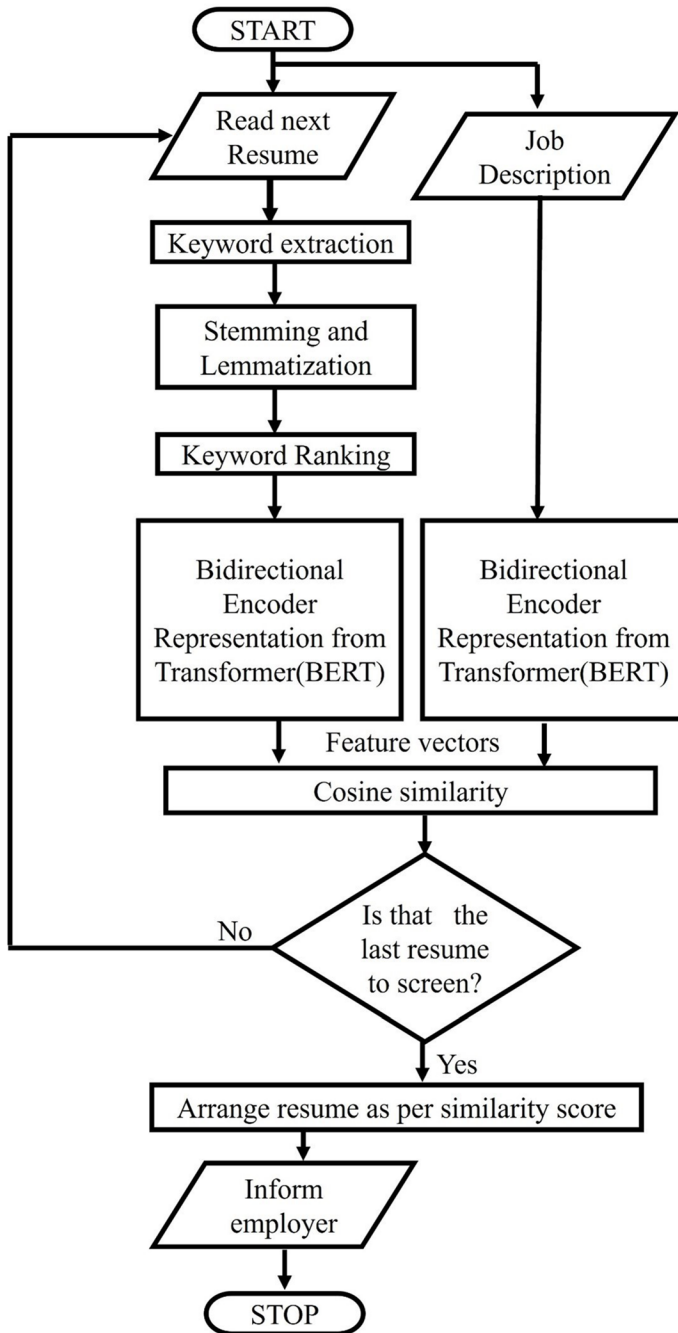 START
Read next
Resume
Job
Description
Keyword extraction
Stemming and
Lemmatization
Keyword Ranking
Bidirectional
Encoder
Representation from
Transformer(BERT)
Bidirectional
Encoder
Representation from
Transformer(BERT)
Feature vectors
Cosine similarity
Is that the
last resume
to screen?
No
Yes
Arrange resume as per similarity score
Inform
employer
STOP